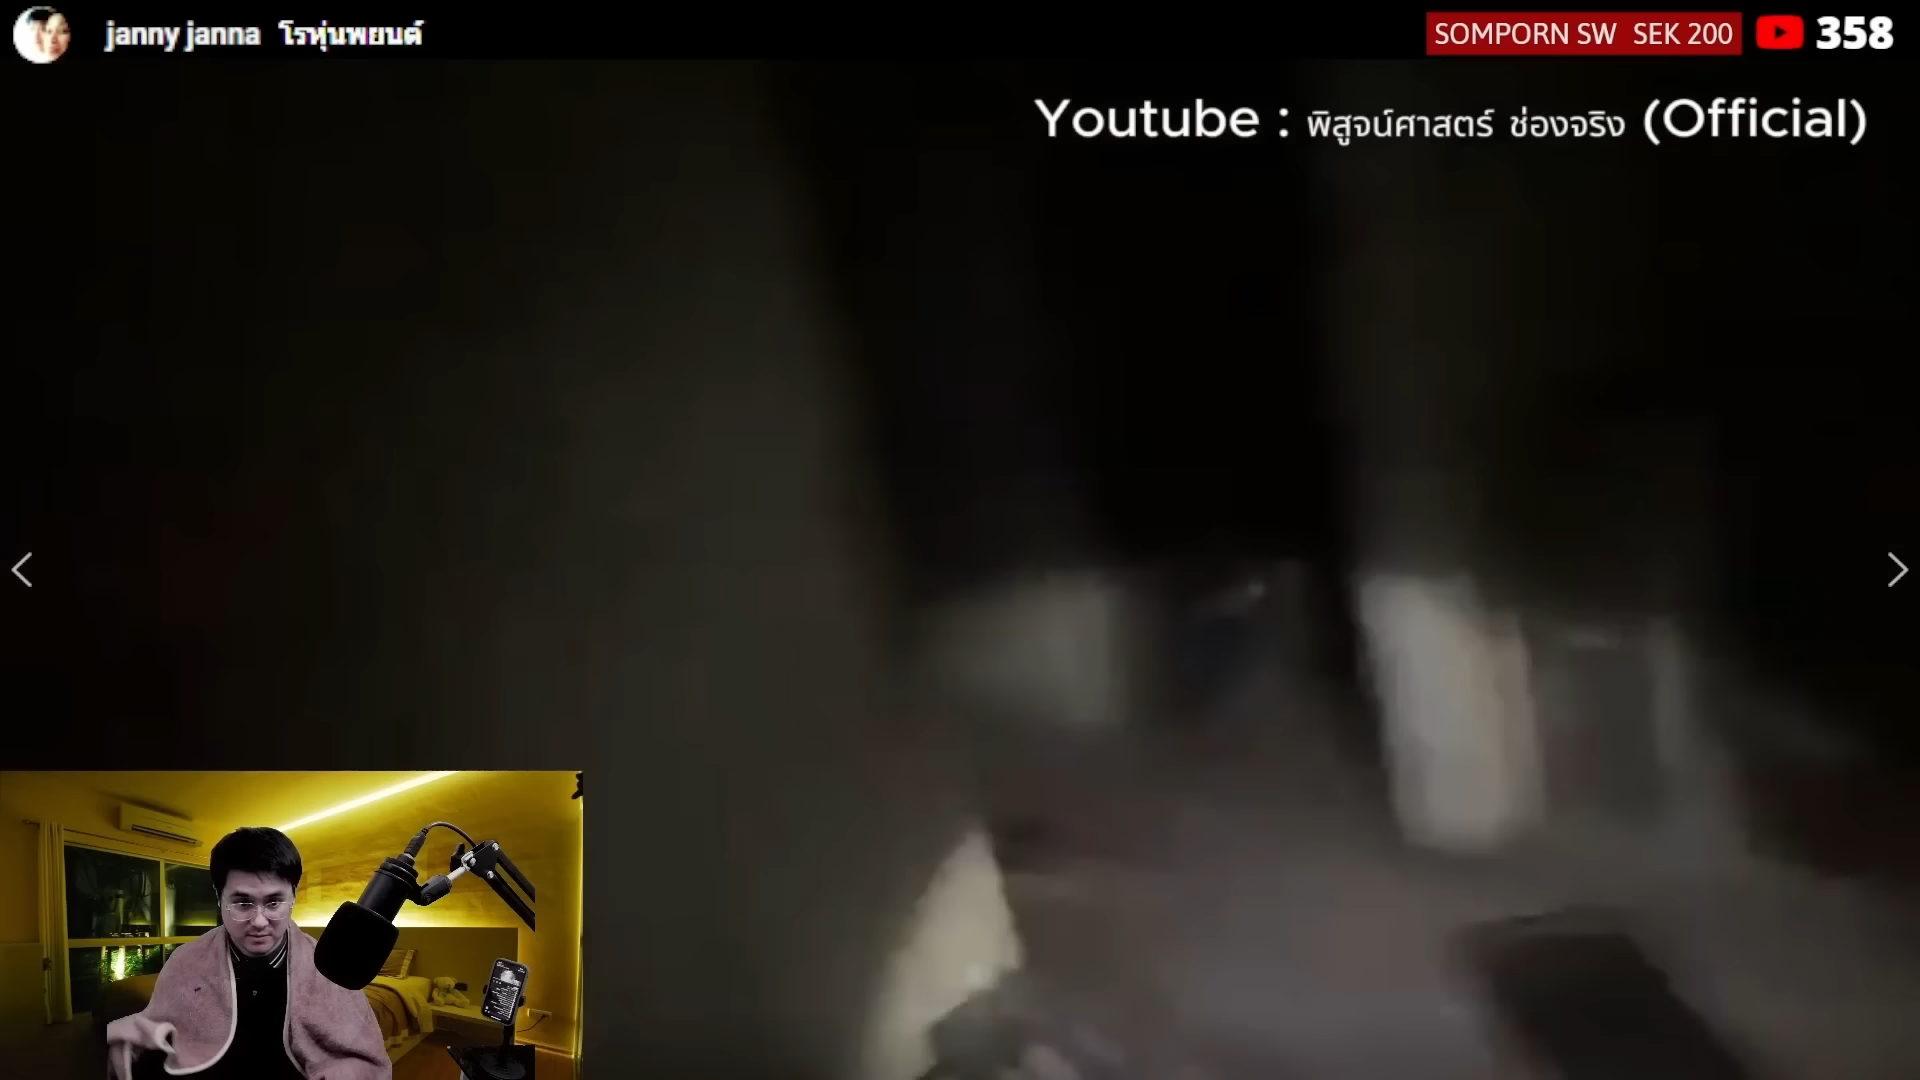 janny janna โรหุ่นพยนต์
SOMPORN SW SEK 200
358
Youtube : พิสูจน์ศาสตร์ ช่องจริง (Official)